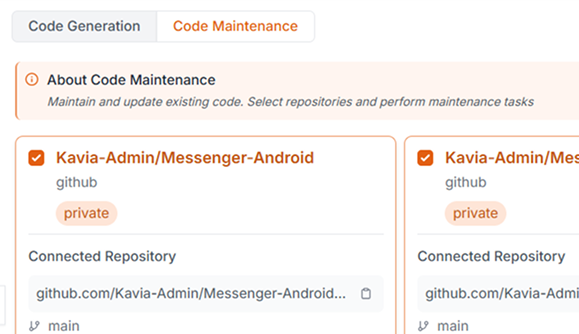 Code Generation Code Maintenance
About Code Maintenance
Maintain and update existing code. Select repositories and perform maintenance tasks
Kavia-Admin/Messenger-Android
github
private
Connected Repository
github.com/Kavia-Admin/Messenger-Android...
main
Kavia-Admin/Mes
github
private
Connected Repository
github.com/Kavia-Admi
main